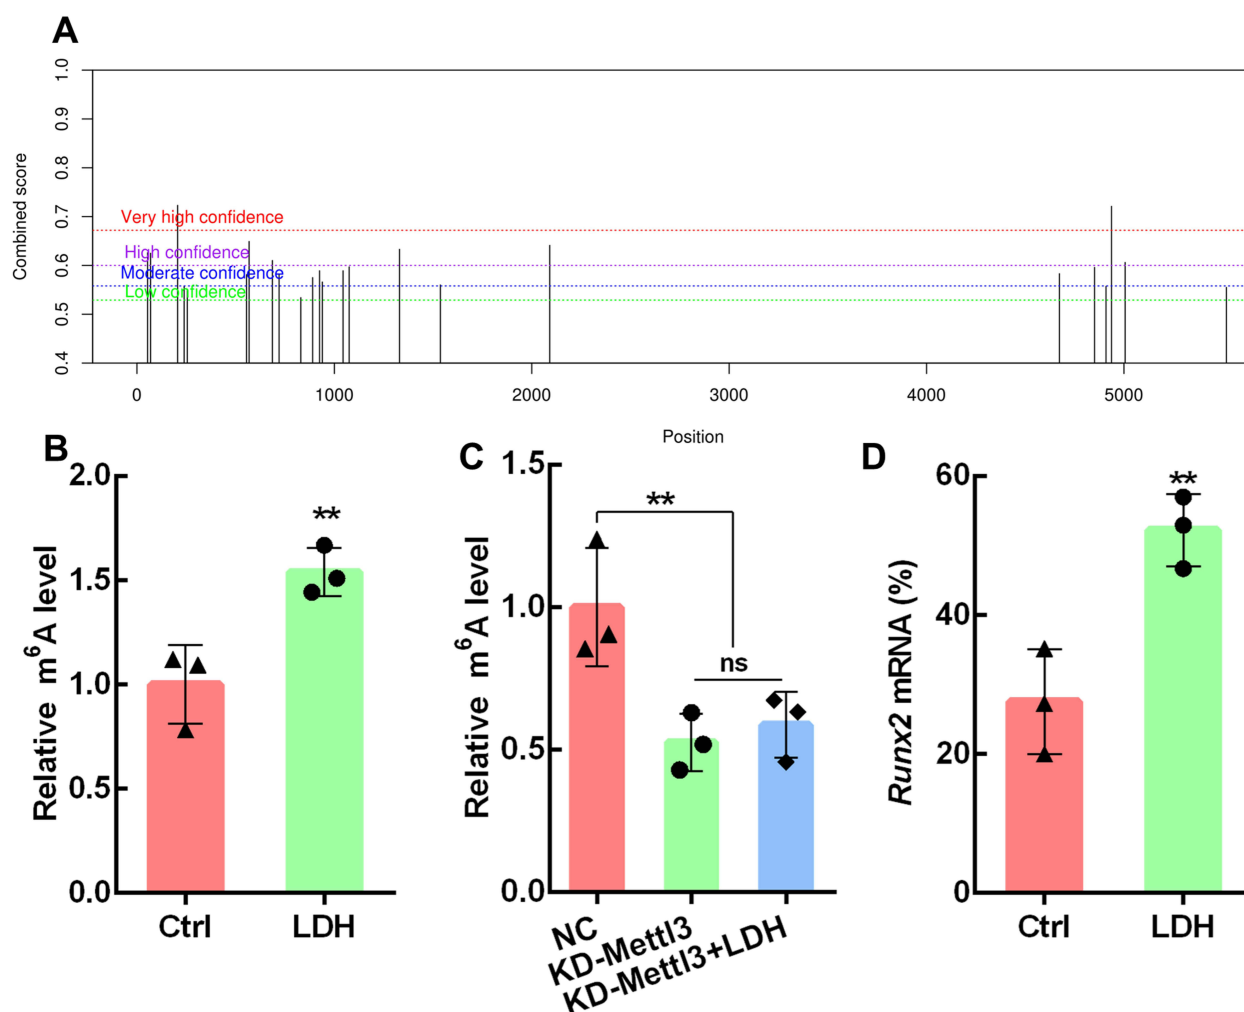 A
Combined score
1.0
0.9
0.8
0.7
0.6
0.5
0.4
Very high confidence
High confidence
Moderate confidence
Low confidence
0 1000 2000 3000 4000 5000
Position
B
Relative m⁶A level
2.0
1.5
1.0
0.5
0.0
**
Ctrl LDH
C
Relative m⁶A level
1.5
1.0
0.5
0.0
**
ns
NC
KD-Mettl3
KD-Mettl3+LDH
D
Runx2 mRNA (%)
60
40
20
0
**
Ctrl LDH